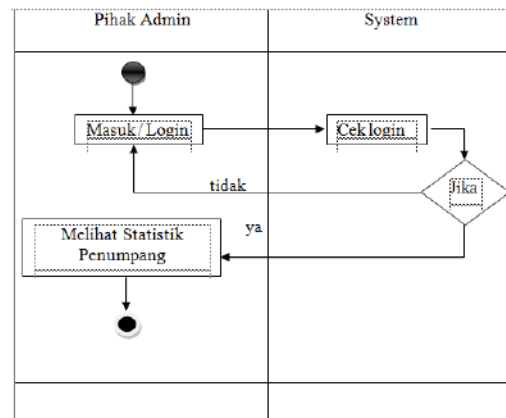 Pihak Admin
System
Masuk/Login
Cek login
Jika
tidak
ya
Melihat Statistik
Penumpang